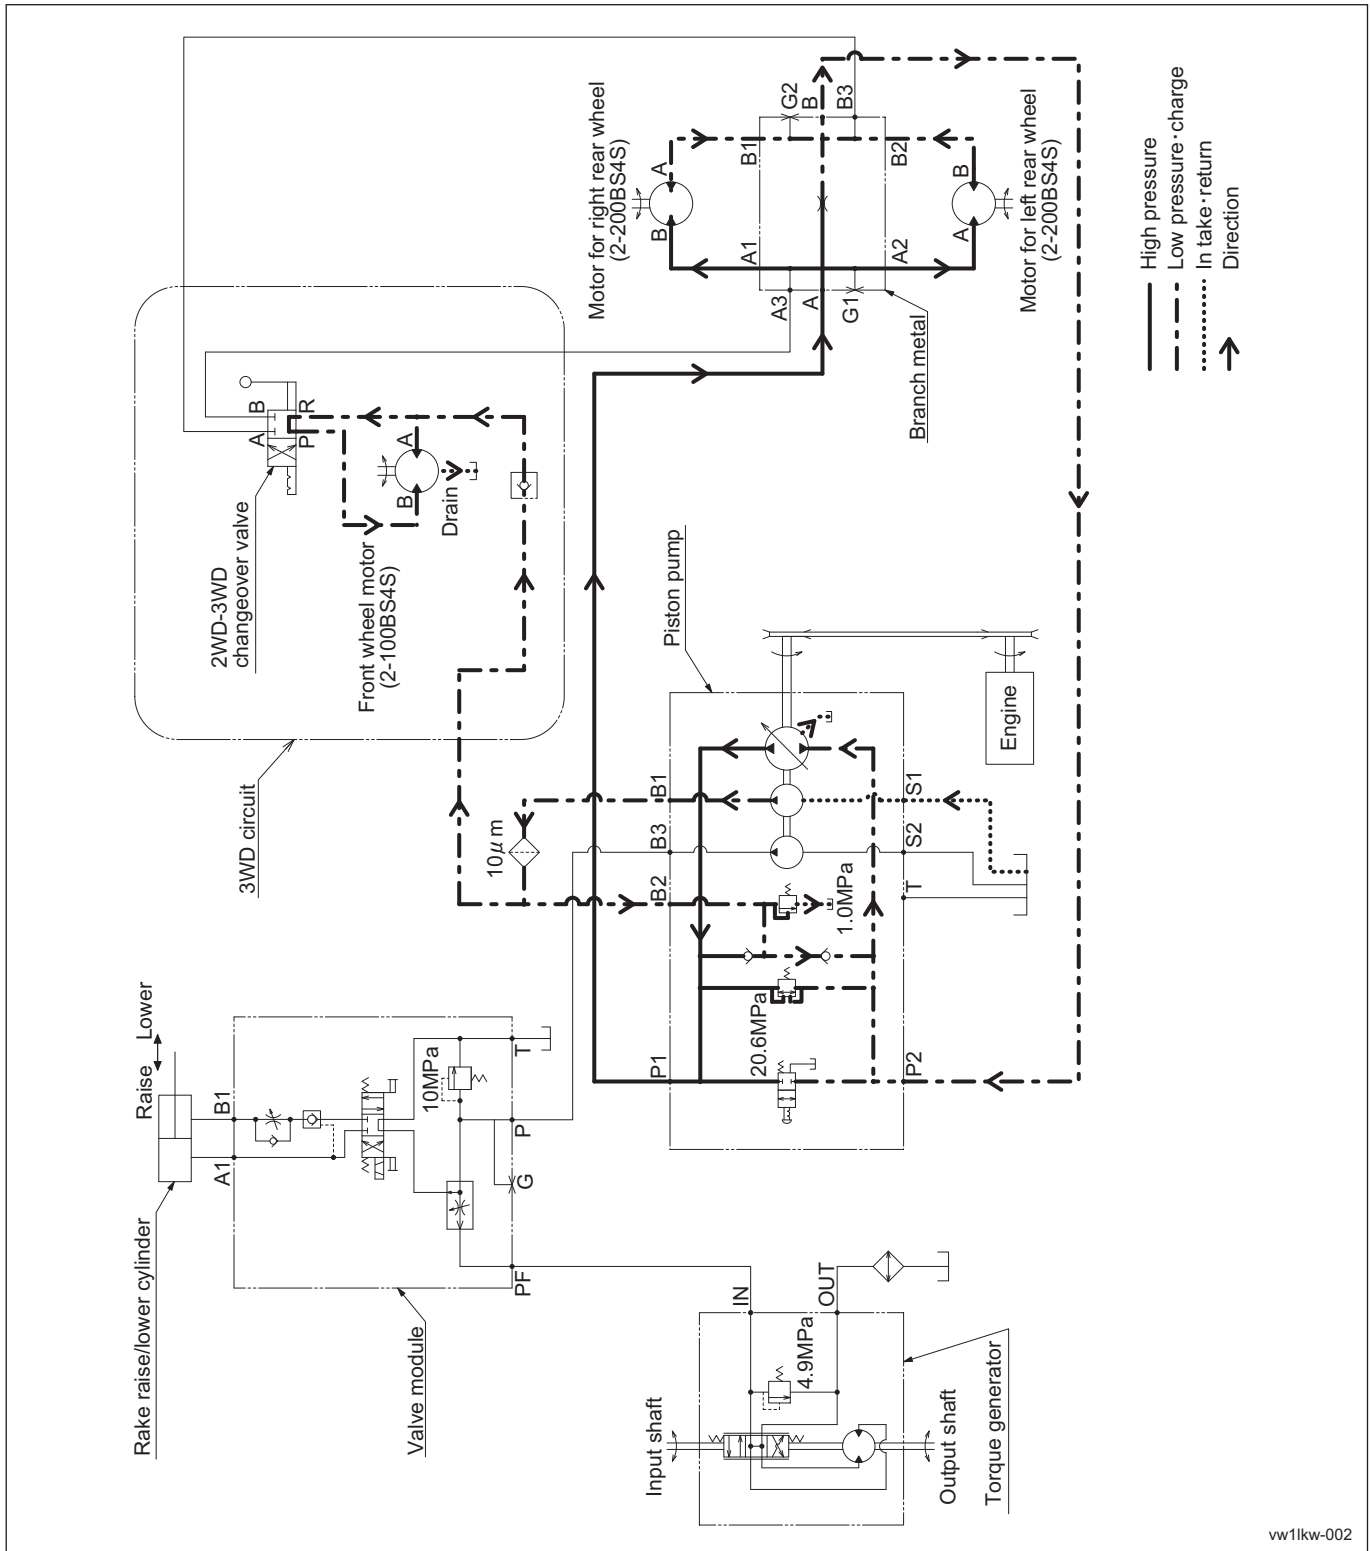 Rake raise/lower cylinder
Raise
Lower
A1
B1
Valve module
10MPa
PF
G
P
T
3WD circuit
2WD-3WD
changeover valve
A
B
P
R
Front wheel motor
(2-100BS4S)
B
A
Drain
10μm
Piston pump
P1
B2
B3
B1
20.6MPa
1.0MPa
P2
T
S2
S1
Engine
Motor for right rear wheel
(2-200BS4S)
B
A
A1
B1
G2
B
B3
A3
A
G1
A2
B2
A
B
Motor for left rear wheel
(2-200BS4S)
Branch metal
High pressure
Low pressure・charge
In take・return
Direction
Input shaft
IN
OUT
4.9MPa
Output shaft
Torque generator
vw1lkw-002